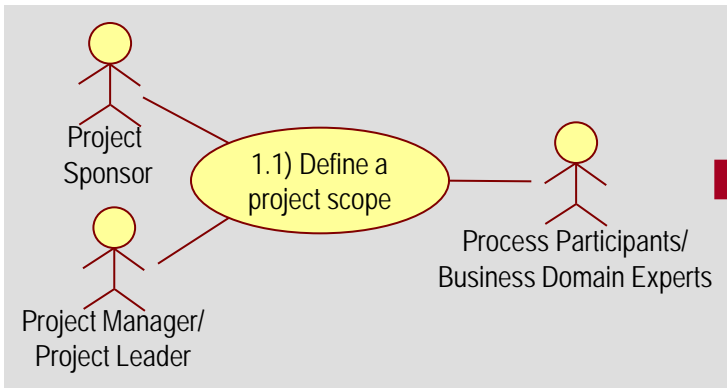 Project
Sponsor
1.1) Define a
project scope
Process Participants/
Business Domain Experts
Project Manager/
Project Leader